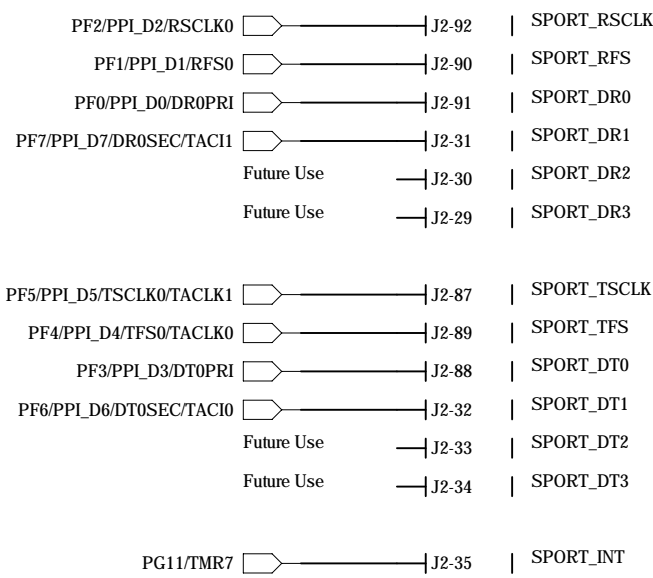 PF2/PPI_D2/RSCLK0 J2-92 | SPORT_RSCLK
PF1/PPI_D1/RFS0 J2-90 | SPORT_RFS
PF0/PPI_D0/DR0PRI J2-91 | SPORT_DR0
PF7/PPI_D7/DR0SEC/TACI1 J2-31 | SPORT_DR1
Future Use J2-30 | SPORT_DR2
Future Use J2-29 | SPORT_DR3
PF5/PPI_D5/TSCLK0/TACLK1 J2-87 | SPORT_TSCLK
PF4/PPI_D4/TFS0/TACLK0 J2-89 | SPORT_TFS
PF3/PPI_D3/DT0PRI J2-88 | SPORT_DT0
PF6/PPI_D6/DT0SEC/TACI0 J2-32 | SPORT_DT1
Future Use J2-33 | SPORT_DT2
Future Use J2-34 | SPORT_DT3
PG11/TMR7 J2-35 | SPORT_INT